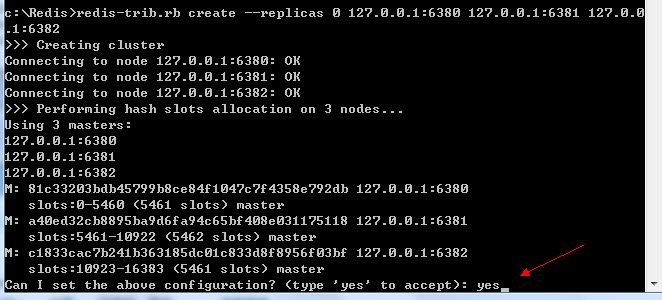 c:\Redis>redis-trib.rb create --replicas 0 127.0.0.1:6380 127.0.0.1:6381 127.0.0
.1:6382
>>> Creating cluster
Connecting to node 127.0.0.1:6380: OK
Connecting to node 127.0.0.1:6381: OK
Connecting to node 127.0.0.1:6382: OK
>>> Performing hash slots allocation on 3 nodes...
Using 3 masters:
127.0.0.1:6380
127.0.0.1:6381
127.0.0.1:6382
M: 81c33203bdb45799b8ce84f1047c7f4358e792db 127.0.0.1:6380
slots:0-5460 (5461 slots) master
M: a40ed32cb8895ba9d6fa94c65bf408e031175118 127.0.0.1:6381
slots:5461-10922 (5462 slots) master
M: c1833cac7b241b363185dc01c833d8f8956f03bf 127.0.0.1:6382
slots:10923-16383 (5461 slots) master
Can I set the above configuration? (type 'yes' to accept): yes_